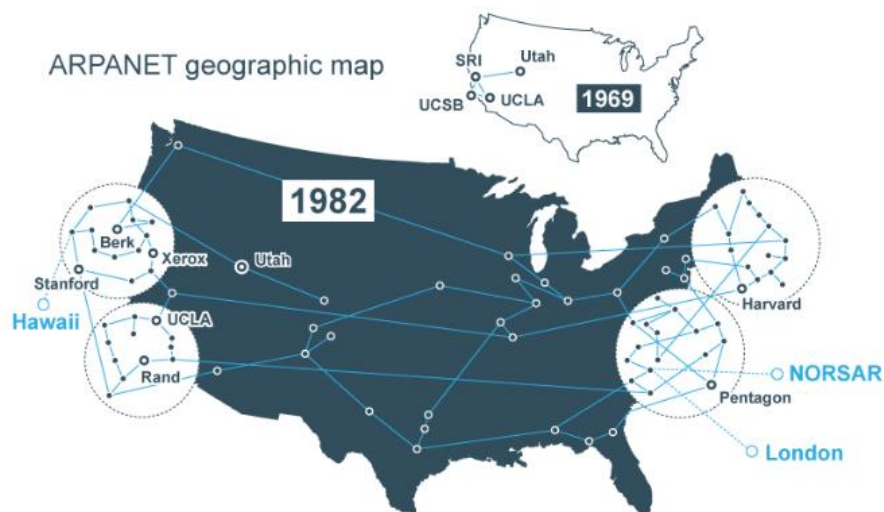 ARPANET geographic map
SRI
Utah
UCSB
UCLA
1969
1982
Berk
Xerox
Utah
Stanford
Hawaii
UCLA
Rand
Harvard
NORSAR
Pentagon
London